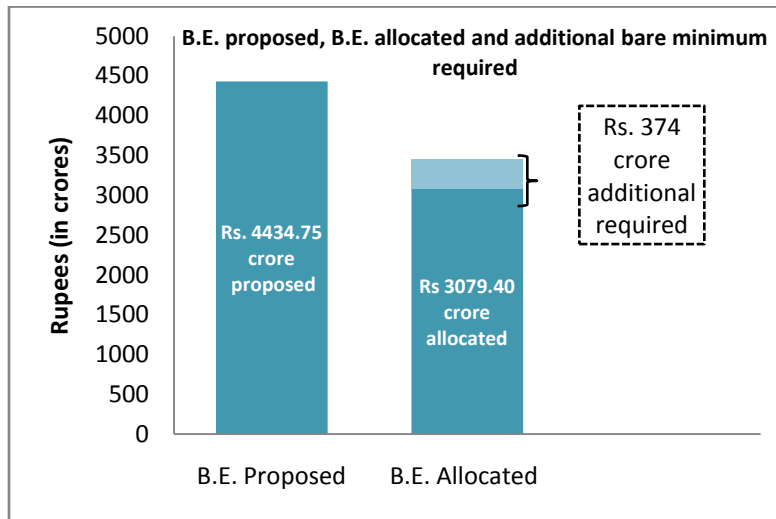 B.E. proposed, B.E. allocated and additional bare minimum
required
Rupees (in crores)
5000
4500
4000
3500
3000
2500
2000
1500
1000
500
0
Rs. 4434.75
crore
proposed
Rs 3079.40
crore
allocated
Rs. 374
crore
additional
required
B.E. Proposed
B.E. Allocated